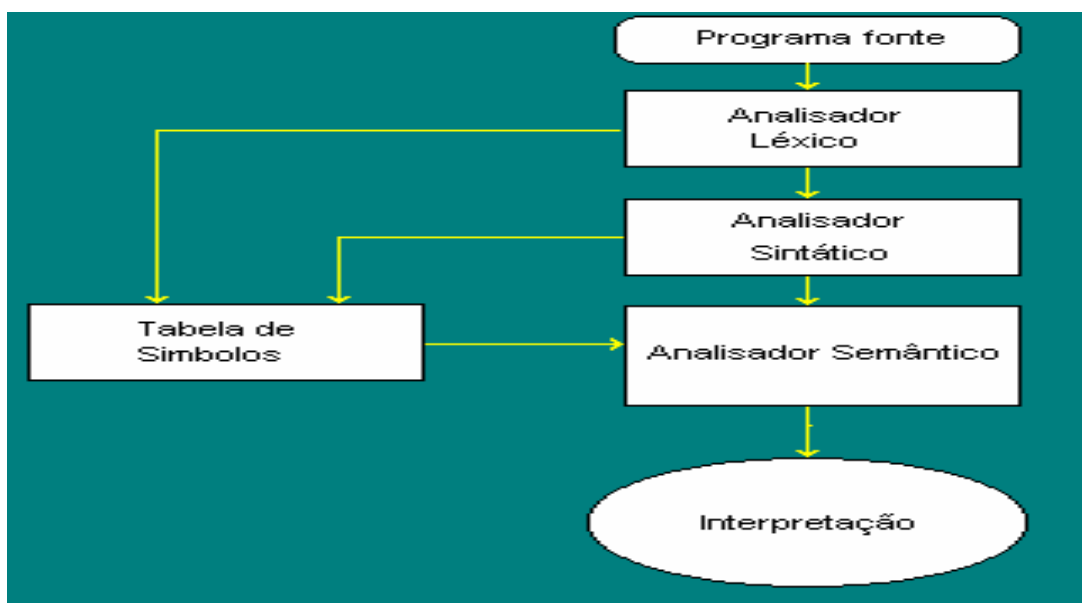 Programa fonte
Analisador
Léxico
Analisador
Sintático
Tabela de
Simbolos
Analisador Semântico
Interpretação